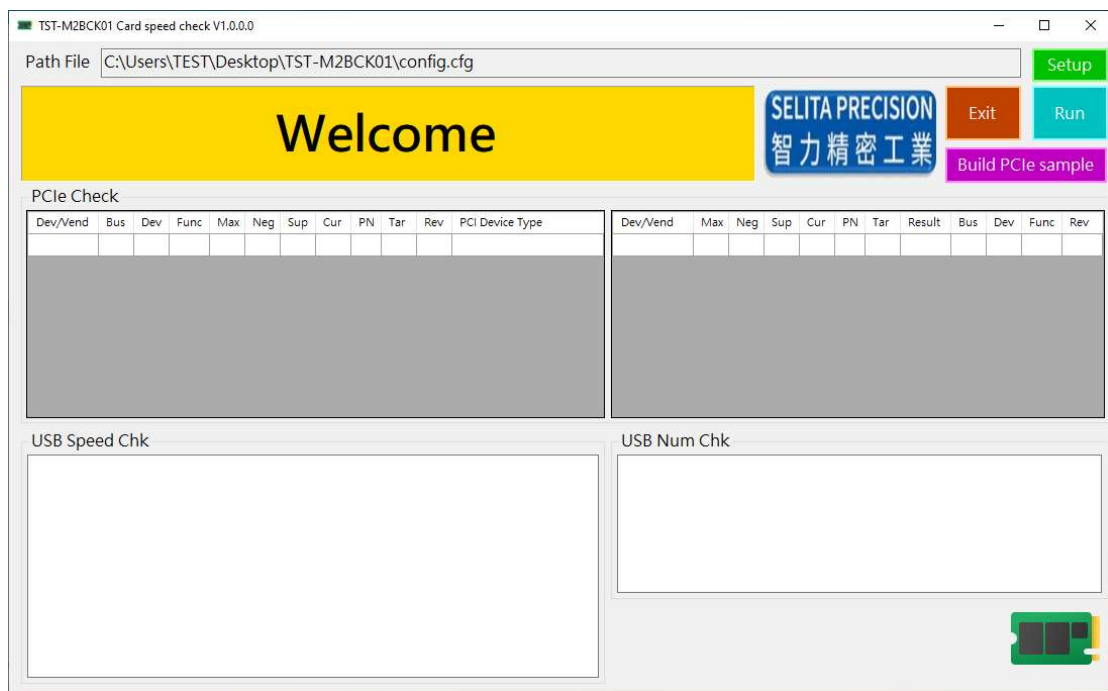 TST-M2BCK01 Card speed check V1.0.0.0
Path File C:\Users\TEST\Desktop\TST-M2BCK01\config.cfg
Setup
Welcome
SELITA PRECISION
智力精密工業
Exit
Run
Build PCIe sample
PCIe Check
Dev/Vend Bus Dev Func Max Neg Sup Cur PN Tar Rev PCI Device Type
Dev/Vend Max Neg Sup Cur PN Tar Result Bus Dev Func Rev
USB Speed Chk
USB Num Chk